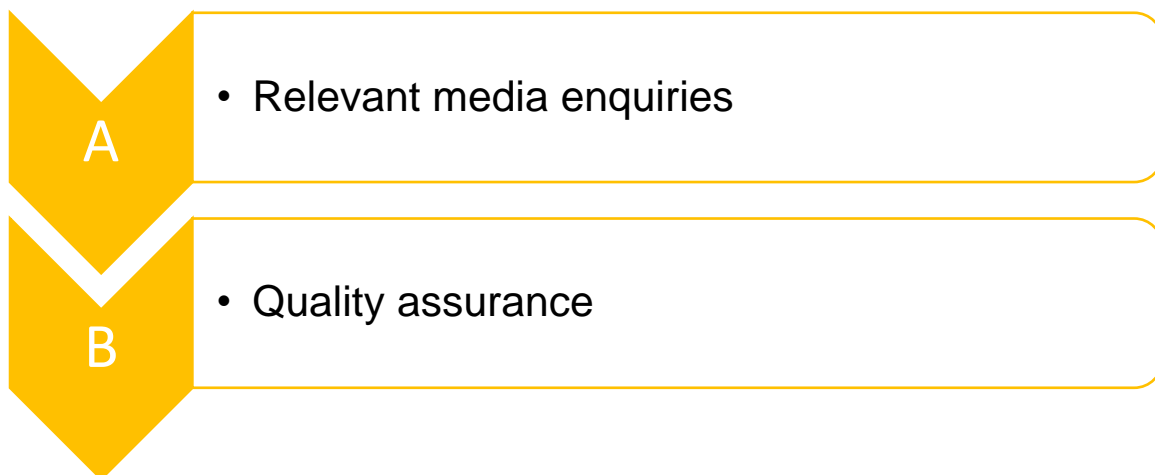 A
• Relevant media enquiries
B
• Quality assurance